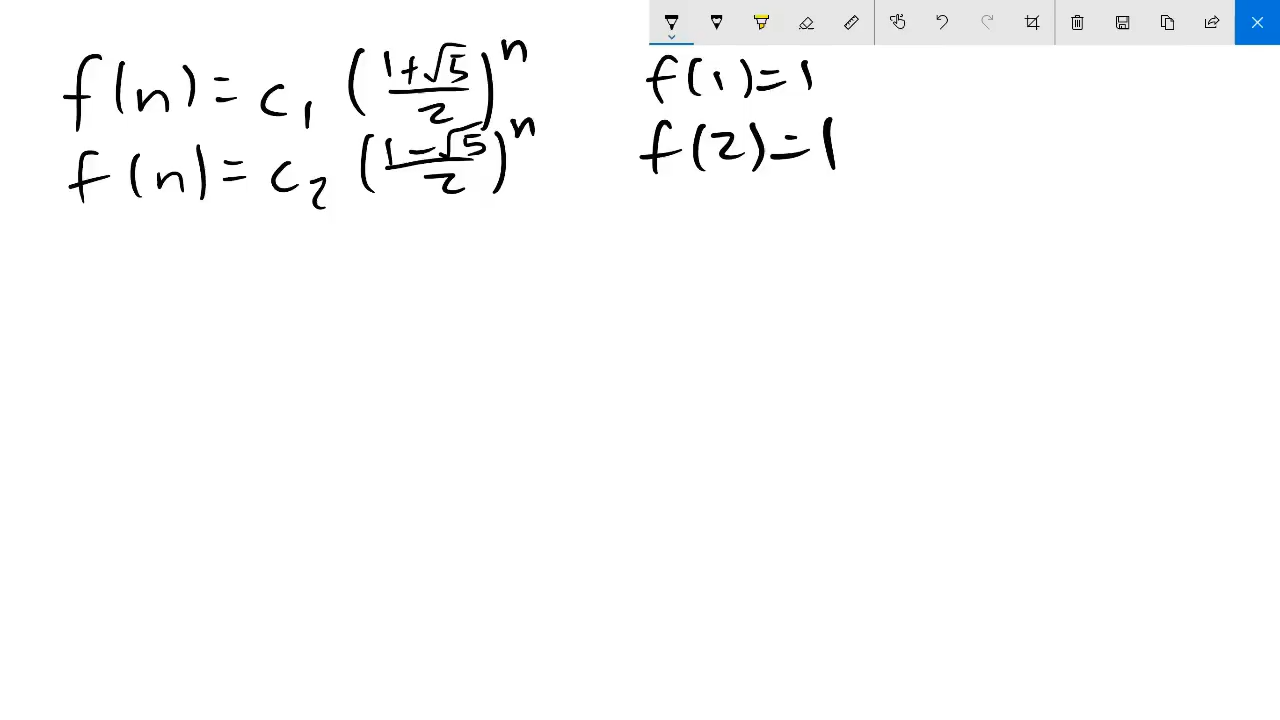 f(n) = c₁ ((1+√5)/2)ⁿ
f(n) = c₂ ((1−√5)/2)ⁿ
f(1)=1
f(2)=1